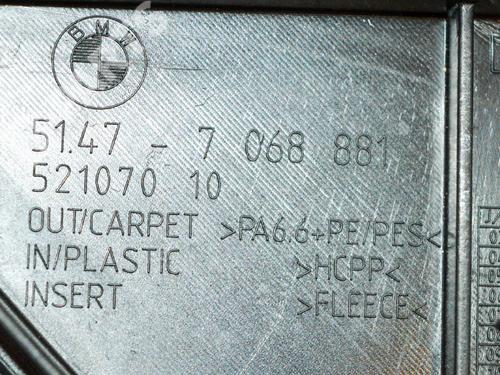 BMW
51.47 - 7 068 881
521070 10
OUT/CARPET >PA6.6+PE/PES<
IN/PLASTIC >HCPP<
INSERT >FLEECE<